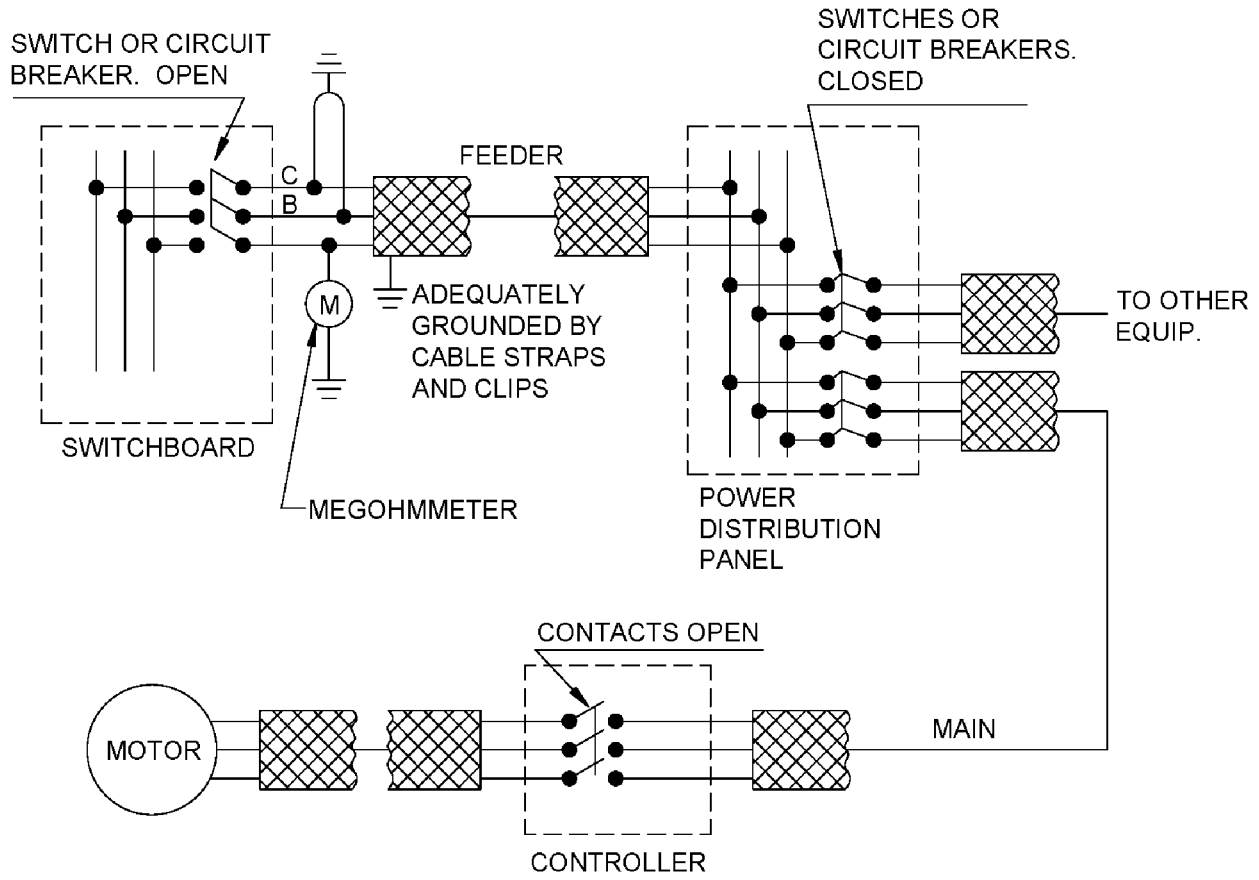 SWITCH OR CIRCUIT
BREAKER. OPEN
SWITCHES OR
CIRCUIT BREAKERS.
CLOSED
FEEDER
C
B
M
ADEQUATELY
GROUNDED BY
CABLE STRAPS
AND CLIPS
TO OTHER
EQUIP.
SWITCHBOARD
MEGOHMMETER
POWER
DISTRIBUTION
PANEL
CONTACTS OPEN
MOTOR
MAIN
CONTROLLER